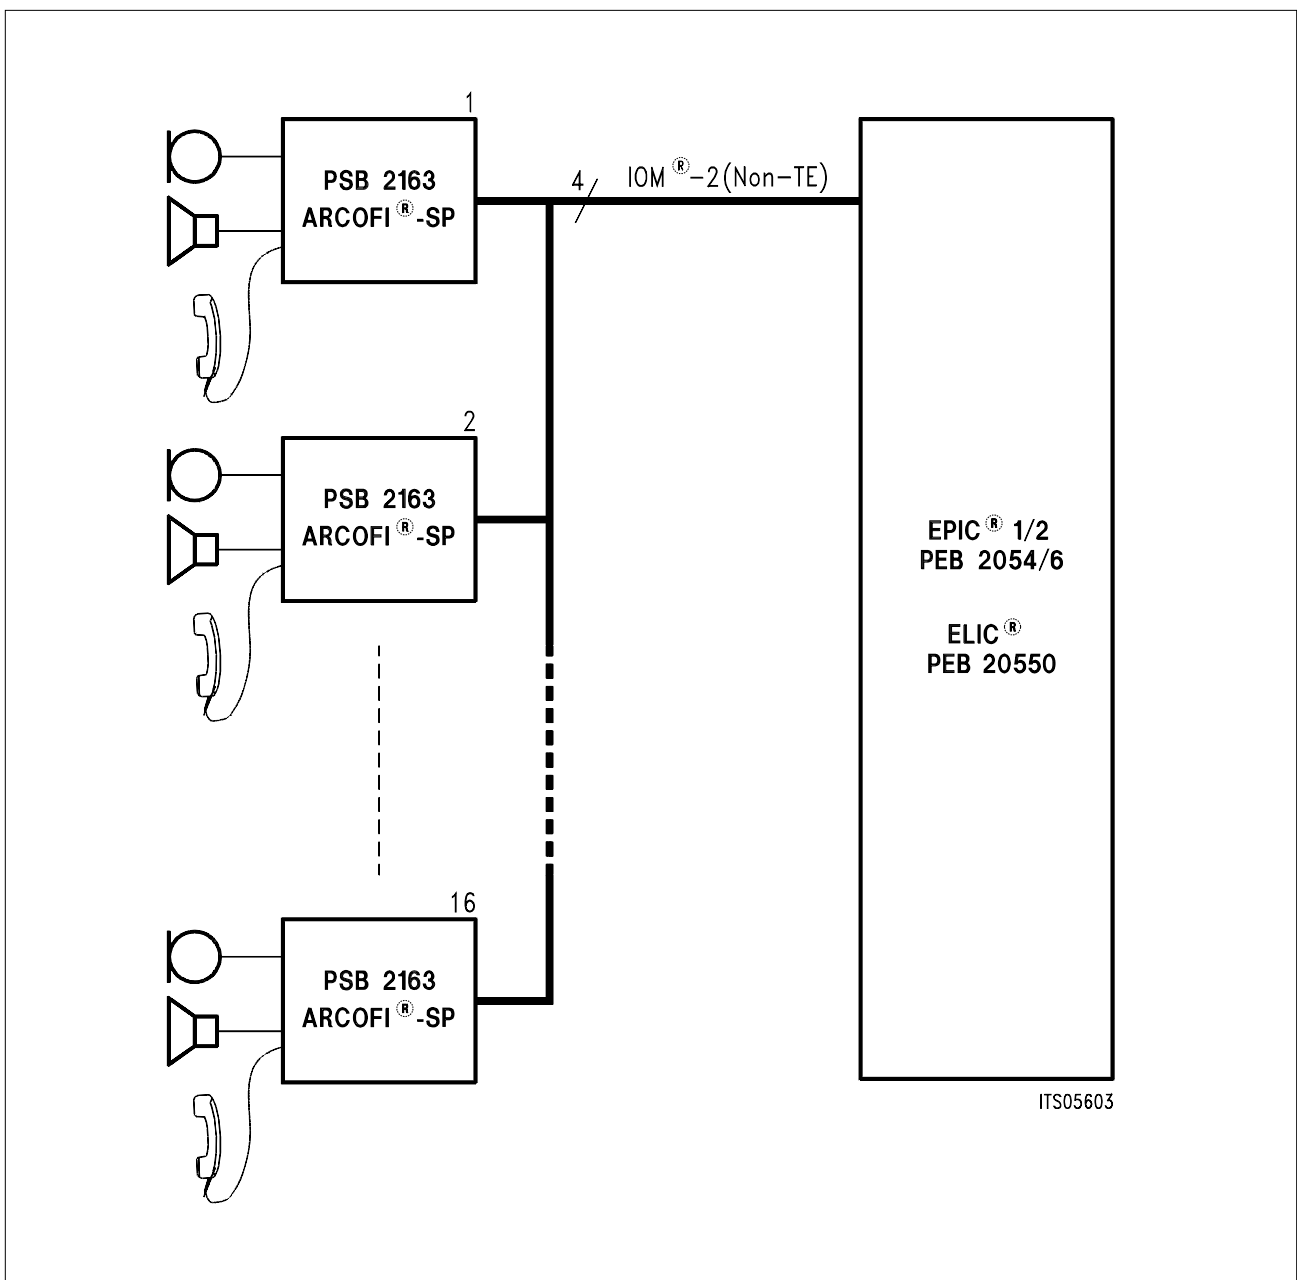 1
PSB 2163
ARCOFI®-SP
4
IOM®-2(Non-TE)
2
PSB 2163
ARCOFI®-SP
EPIC® 1/2
PEB 2054/6
ELIC®
PEB 20550
16
PSB 2163
ARCOFI®-SP
ITS05603